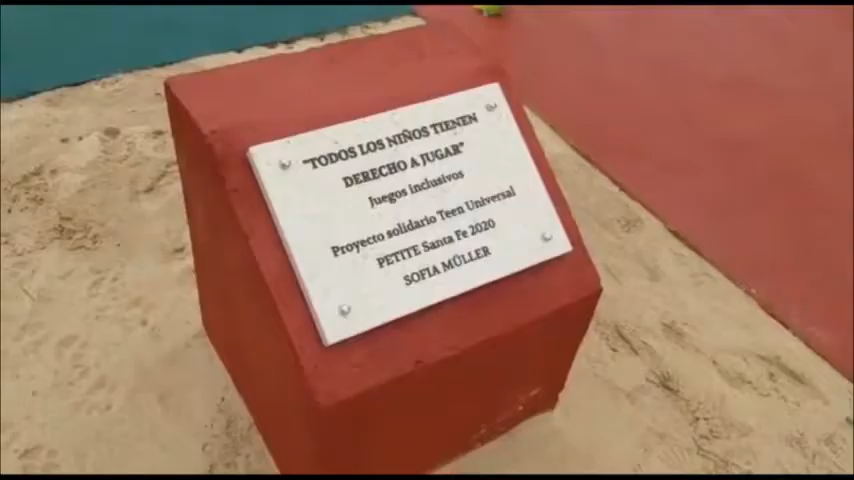 "TODOS LOS NIÑOS TIENEN
DERECHO A JUGAR"
Juegos inclusivos
Proyecto solidario Teen Universal
PETITE Santa Fe 2020
SOFIA MÜLLER